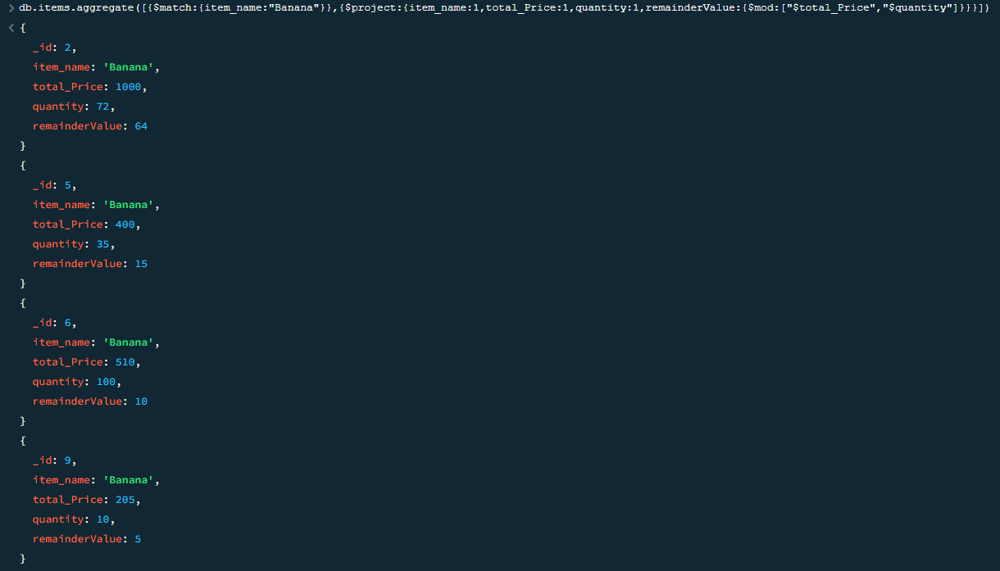 > db.items.aggregate([{$match:{item_name:"Banana"}},{$project:{item_name:1,total_Price:1,quantity:1,remainderValue:{$mod:["$total_Price","$quantity"]}}}])
< {
_id: 2,
item_name: 'Banana',
total_Price: 1000,
quantity: 72,
remainderValue: 64
}
{
_id: 5,
item_name: 'Banana',
total_Price: 400,
quantity: 35,
remainderValue: 15
}
{
_id: 6,
item_name: 'Banana',
total_Price: 510,
quantity: 100,
remainderValue: 10
}
{
_id: 9,
item_name: 'Banana',
total_Price: 205,
quantity: 10,
remainderValue: 5
}